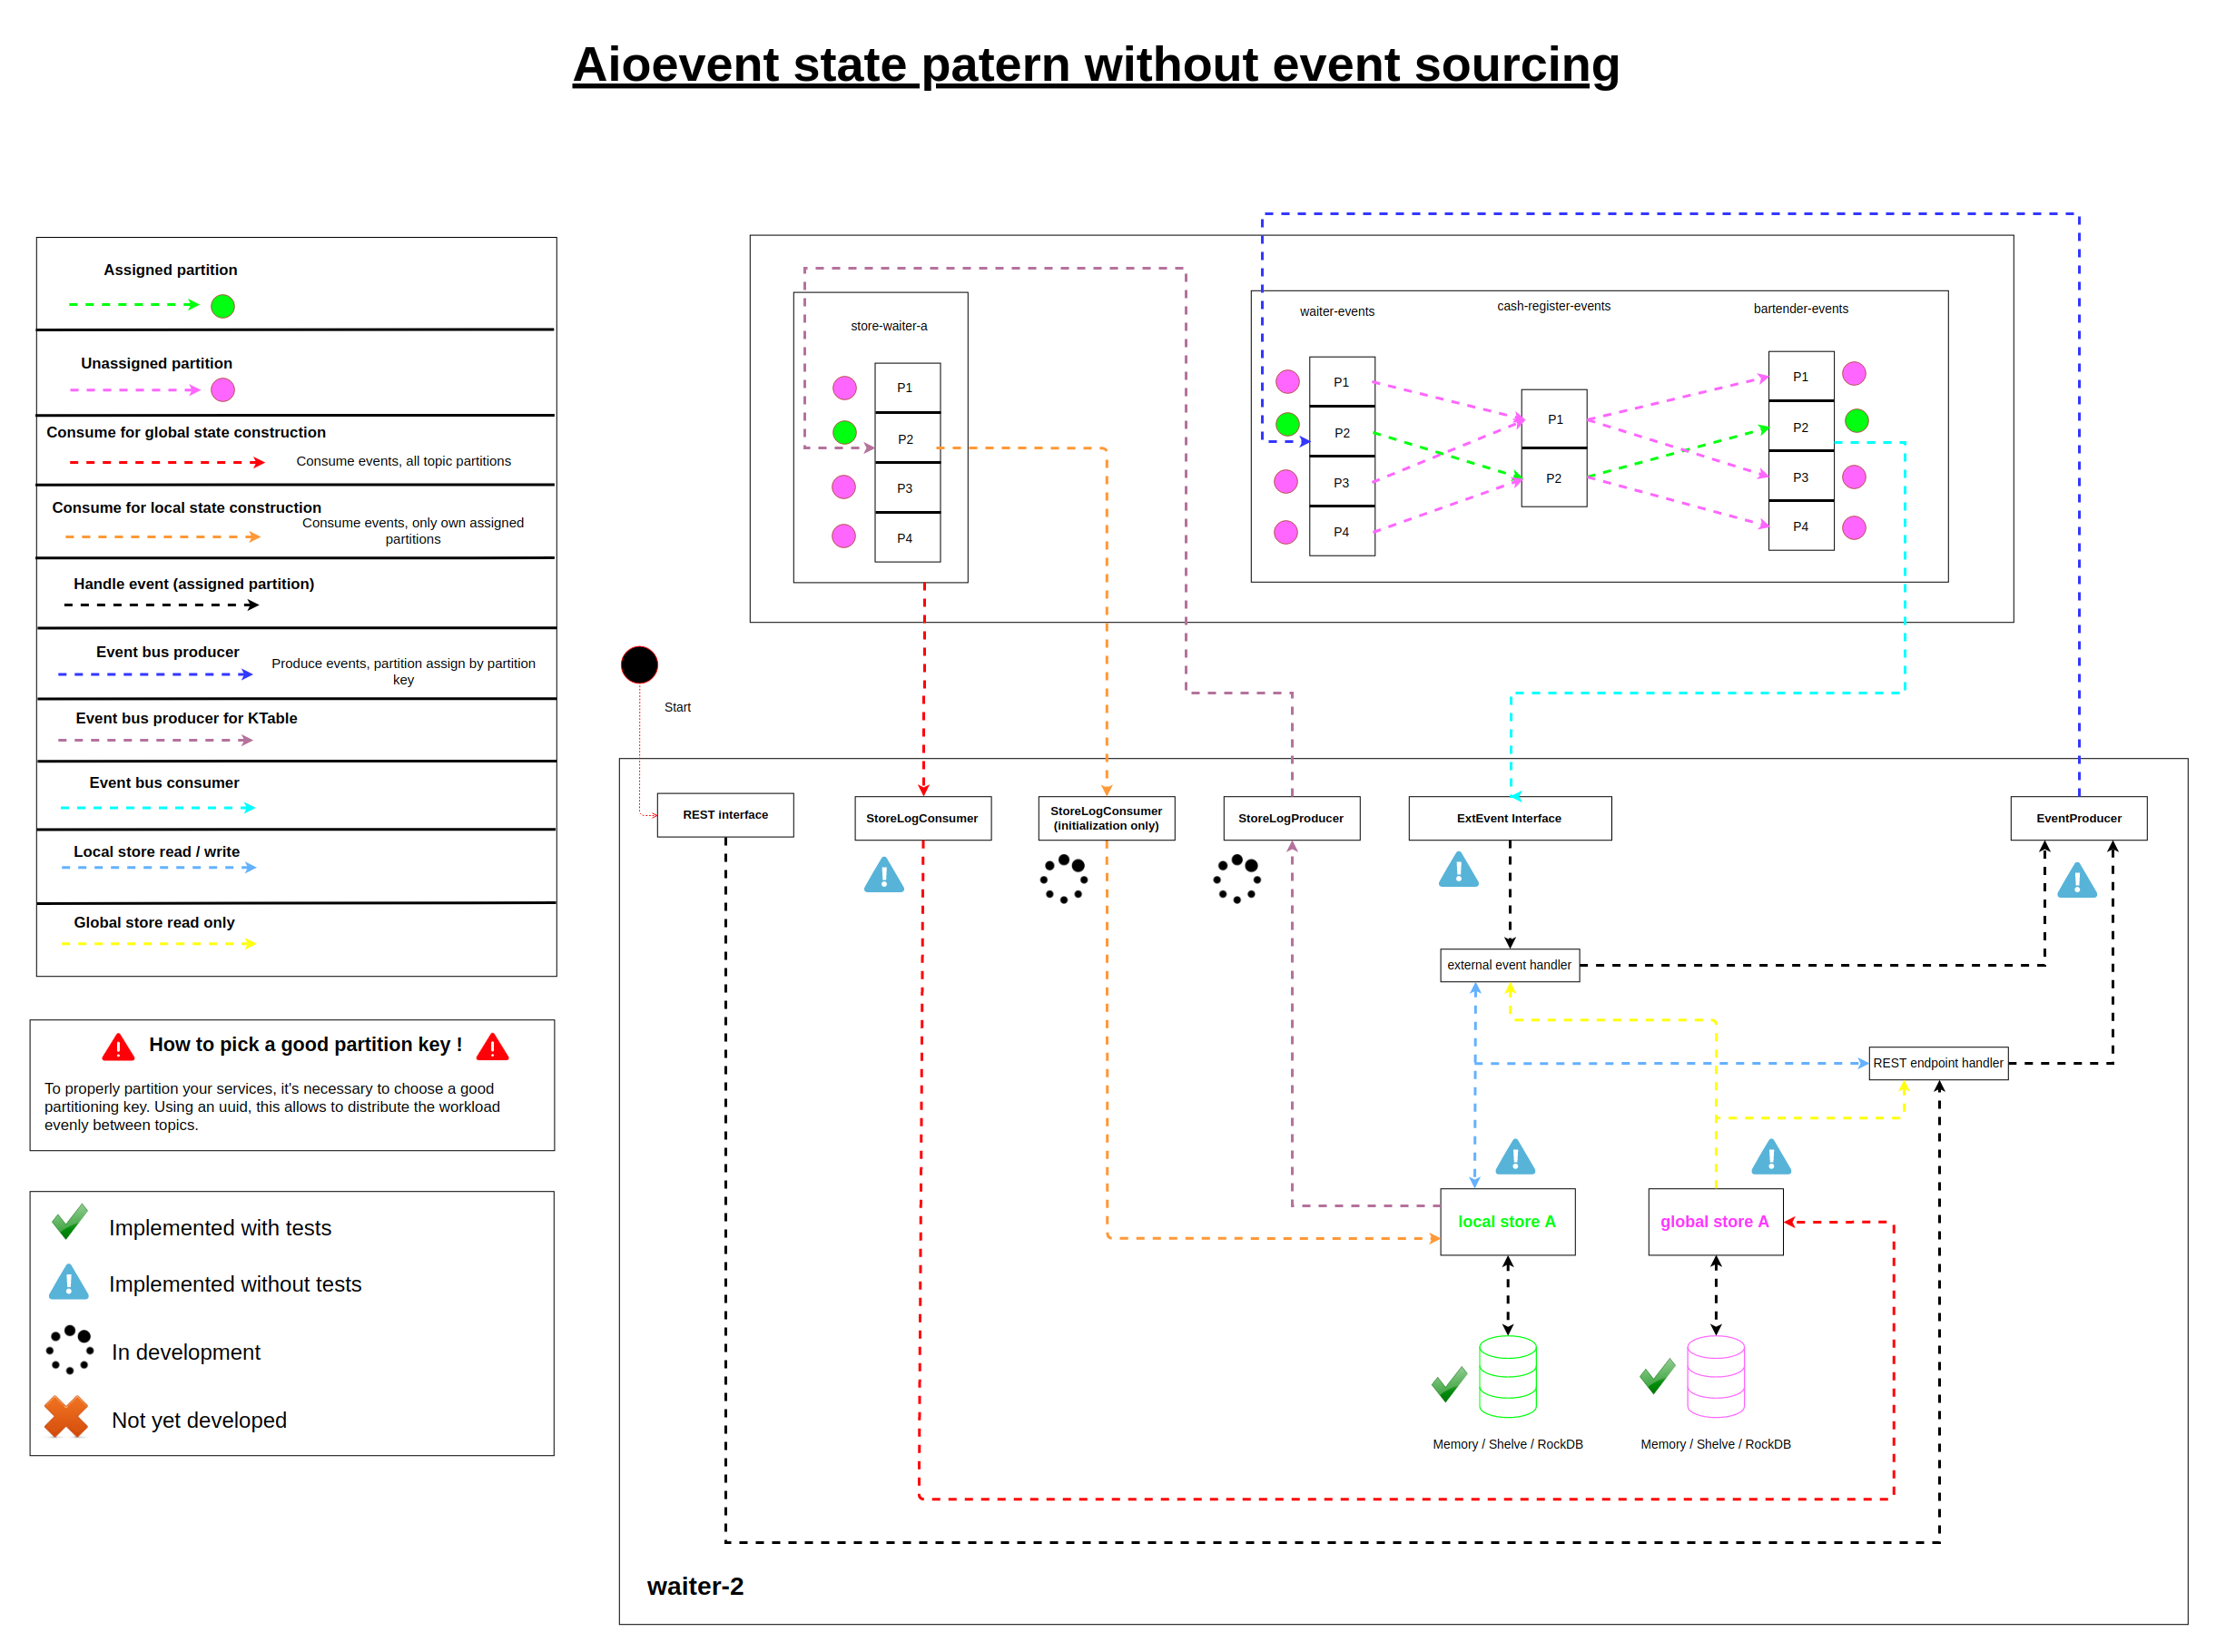 Aioevent state patern without event sourcing
Assigned partition
Unassigned partition
Consume for global state construction
Consume events, all topic partitions
Consume for local state construction
Consume events, only own assigned
partitions
Handle event (assigned partition)
Event bus producer
Produce events, partition assign by partition
key
Event bus producer for KTable
Event bus consumer
Local store read / write
Global store read only
How to pick a good partition key !
To properly partition your services, it's necessary to choose a good
partitioning key. Using an uuid, this allows to distribute the workload
evenly between topics.
Implemented with tests
Implemented without tests
In development
Not yet developed
store-waiter-a
P1
P2
P3
P4
waiter-events
P1
P2
P3
P4
cash-register-events
P1
P2
bartender-events
P1
P2
P3
P4
Start
REST interface
StoreLogConsumer
StoreLogConsumer
(initialization only)
StoreLogProducer
ExtEvent Interface
EventProducer
external event handler
REST endpoint handler
local store A
global store A
Memory / Shelve / RockDB
Memory / Shelve / RockDB
waiter-2